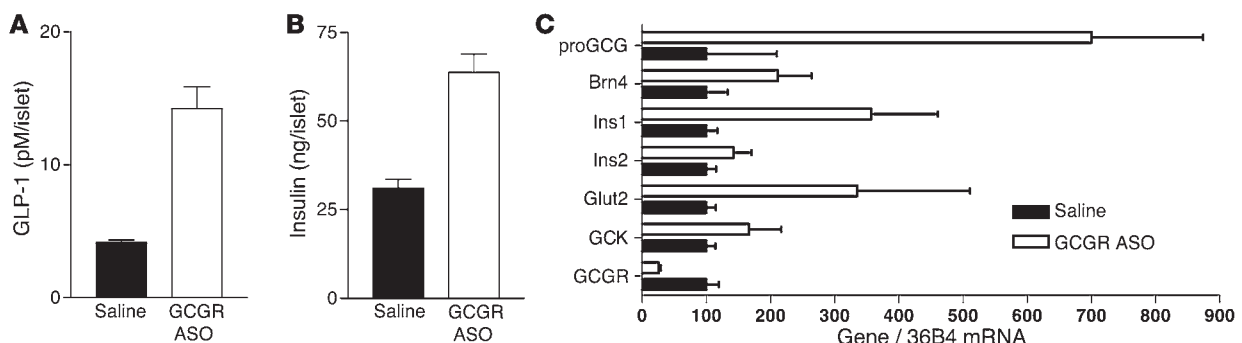 A
GLP-1 (pM/islet)
20
10
0
Saline
GCGR
ASO
B
Insulin (ng/islet)
75
50
25
0
Saline
GCGR
ASO
C
proGCG
Brn4
Ins1
Ins2
Glut2
GCK
GCGR
Saline
GCGR ASO
0 100 200 300 400 500 600 700 800 900
Gene / 36B4 mRNA